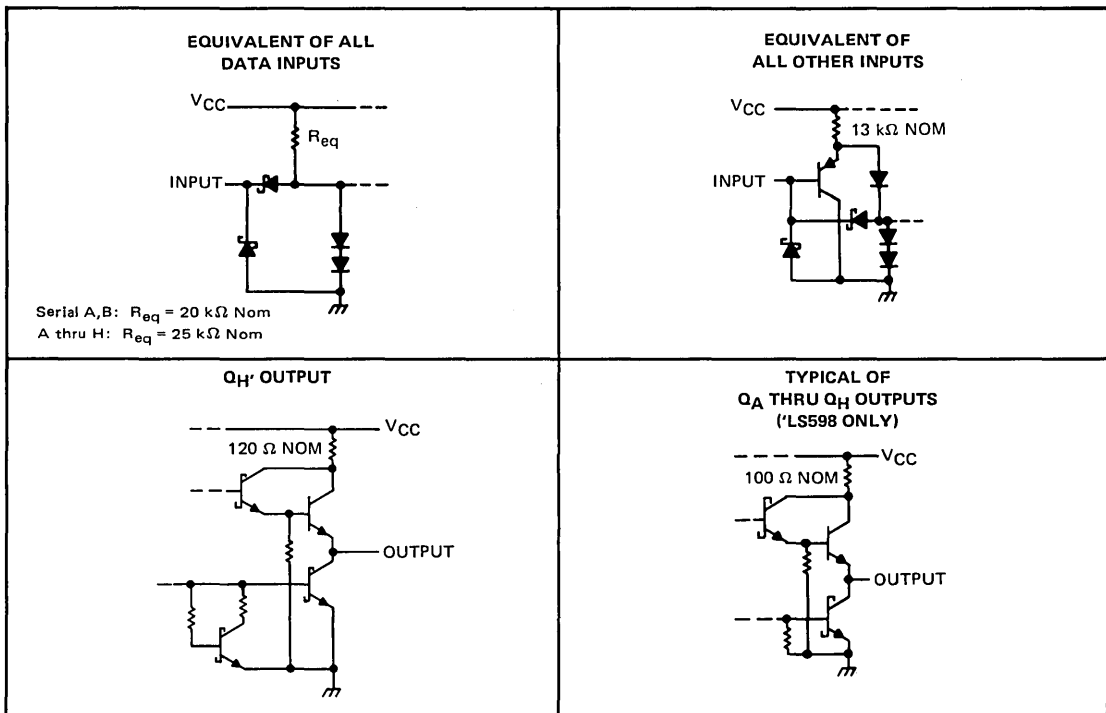 EQUIVALENT OF ALL
DATA INPUTS
VCC
Req
INPUT
Serial A,B: Req = 20 kΩ Nom
A thru H: Req = 25 kΩ Nom
EQUIVALENT OF
ALL OTHER INPUTS
VCC
13 kΩ NOM
INPUT
QH' OUTPUT
VCC
120 Ω NOM
OUTPUT
TYPICAL OF
QA THRU QH OUTPUTS
('LS598 ONLY)
VCC
100 Ω NOM
OUTPUT